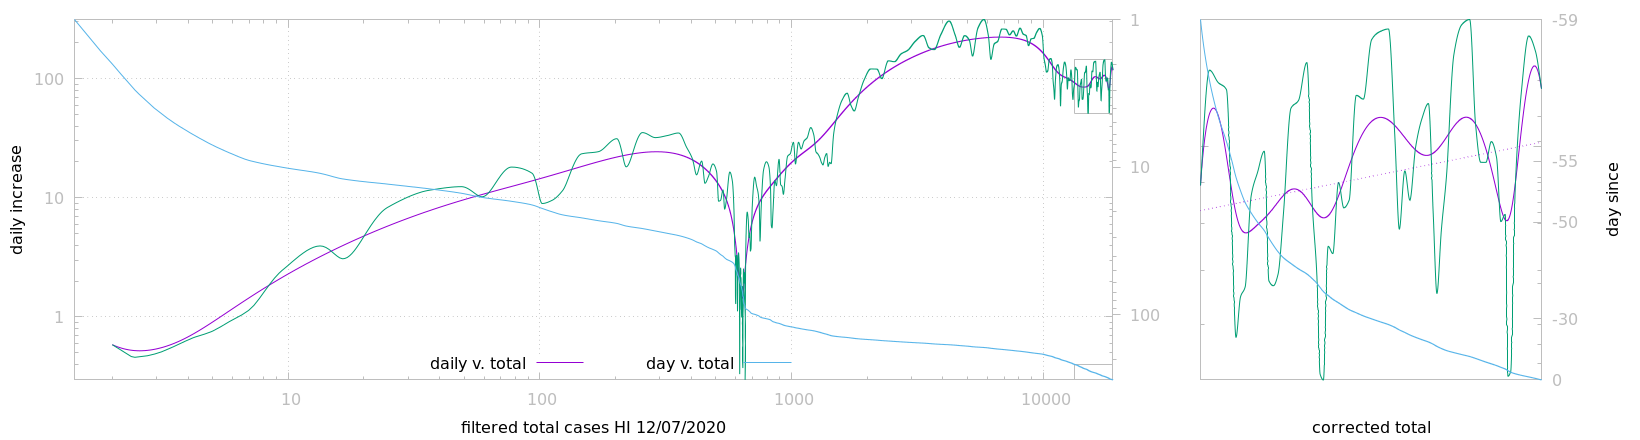 daily increase
100
10
1
daily v. total
day v. total
10
100
1000
10000
filtered total cases HI 12/07/2020
1
10
100
-59
-55
-50
-30
0
day since
corrected total